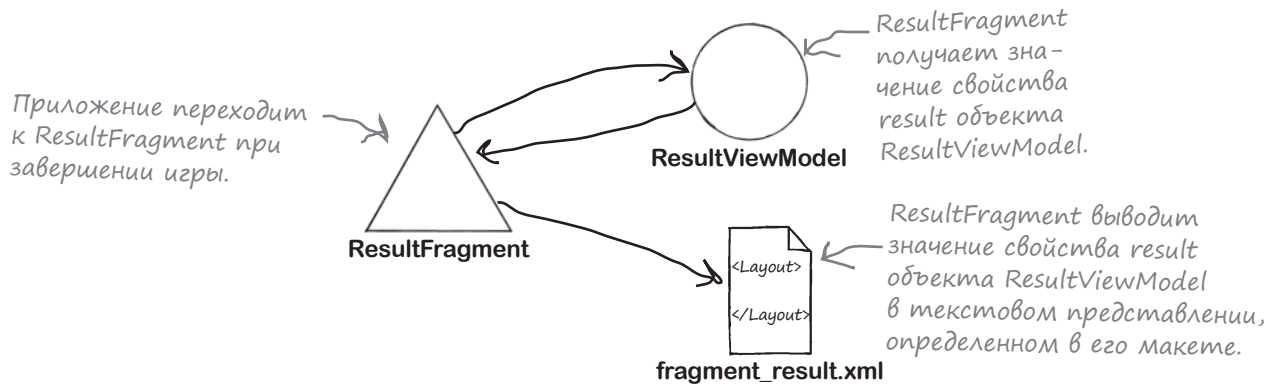 Приложение переходит
к ResultFragment при
завершении игры.
ResultFragment
ResultViewModel
ResultFragment
получает зна-
чение свойства
result объекта
ResultViewModel.
<Layout>
</Layout>
fragment_result.xml
ResultFragment выводит
значение свойства result
объекта ResultViewModel
в текстовом представлении,
определенном в его макете.